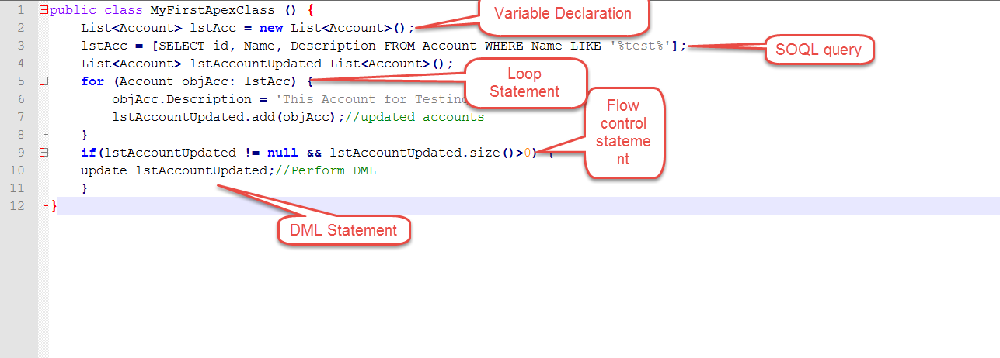 1 public class MyFirstApexClass () {
Variable Declaration
2 List<Account> lstAcc = new List<Account>();
3 lstAcc = [SELECT id, Name, Description FROM Account WHERE Name LIKE '%test%'];
SOQL query
4 List<Account> lstAccountUpdated List<Account>();
5 for (Account objAcc: lstAcc) {
Loop
Statement
6 objAcc.Description = 'This Account for Testing
7 lstAccountUpdated.add(objAcc);//updated accounts
Flow
control
stateme
nt
8 }
9 if(lstAccountUpdated != null && lstAccountUpdated.size()>0) {
10 update lstAccountUpdated;//Perform DML
11 }
12 }
DML Statement